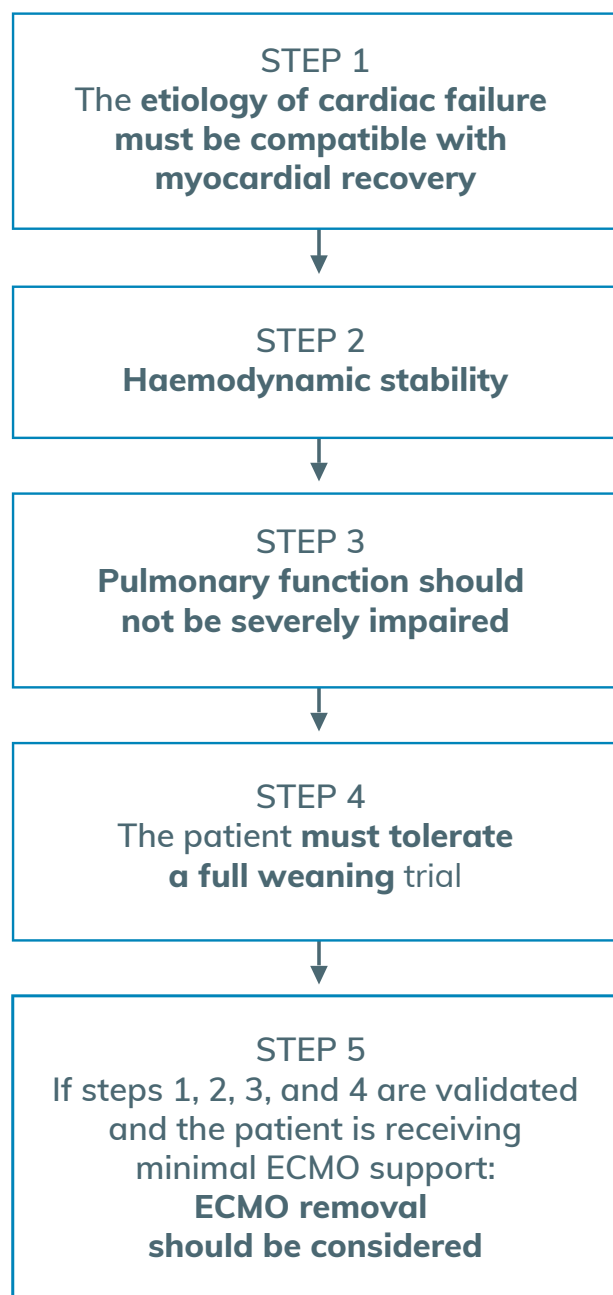 STEP 1
The etiology of cardiac failure
must be compatible with
myocardial recovery
STEP 2
Haemodynamic stability
STEP 3
Pulmonary function should
not be severely impaired
STEP 4
The patient must tolerate
a full weaning trial
STEP 5
If steps 1, 2, 3, and 4 are validated
and the patient is receiving
minimal ECMO support:
ECMO removal
should be considered